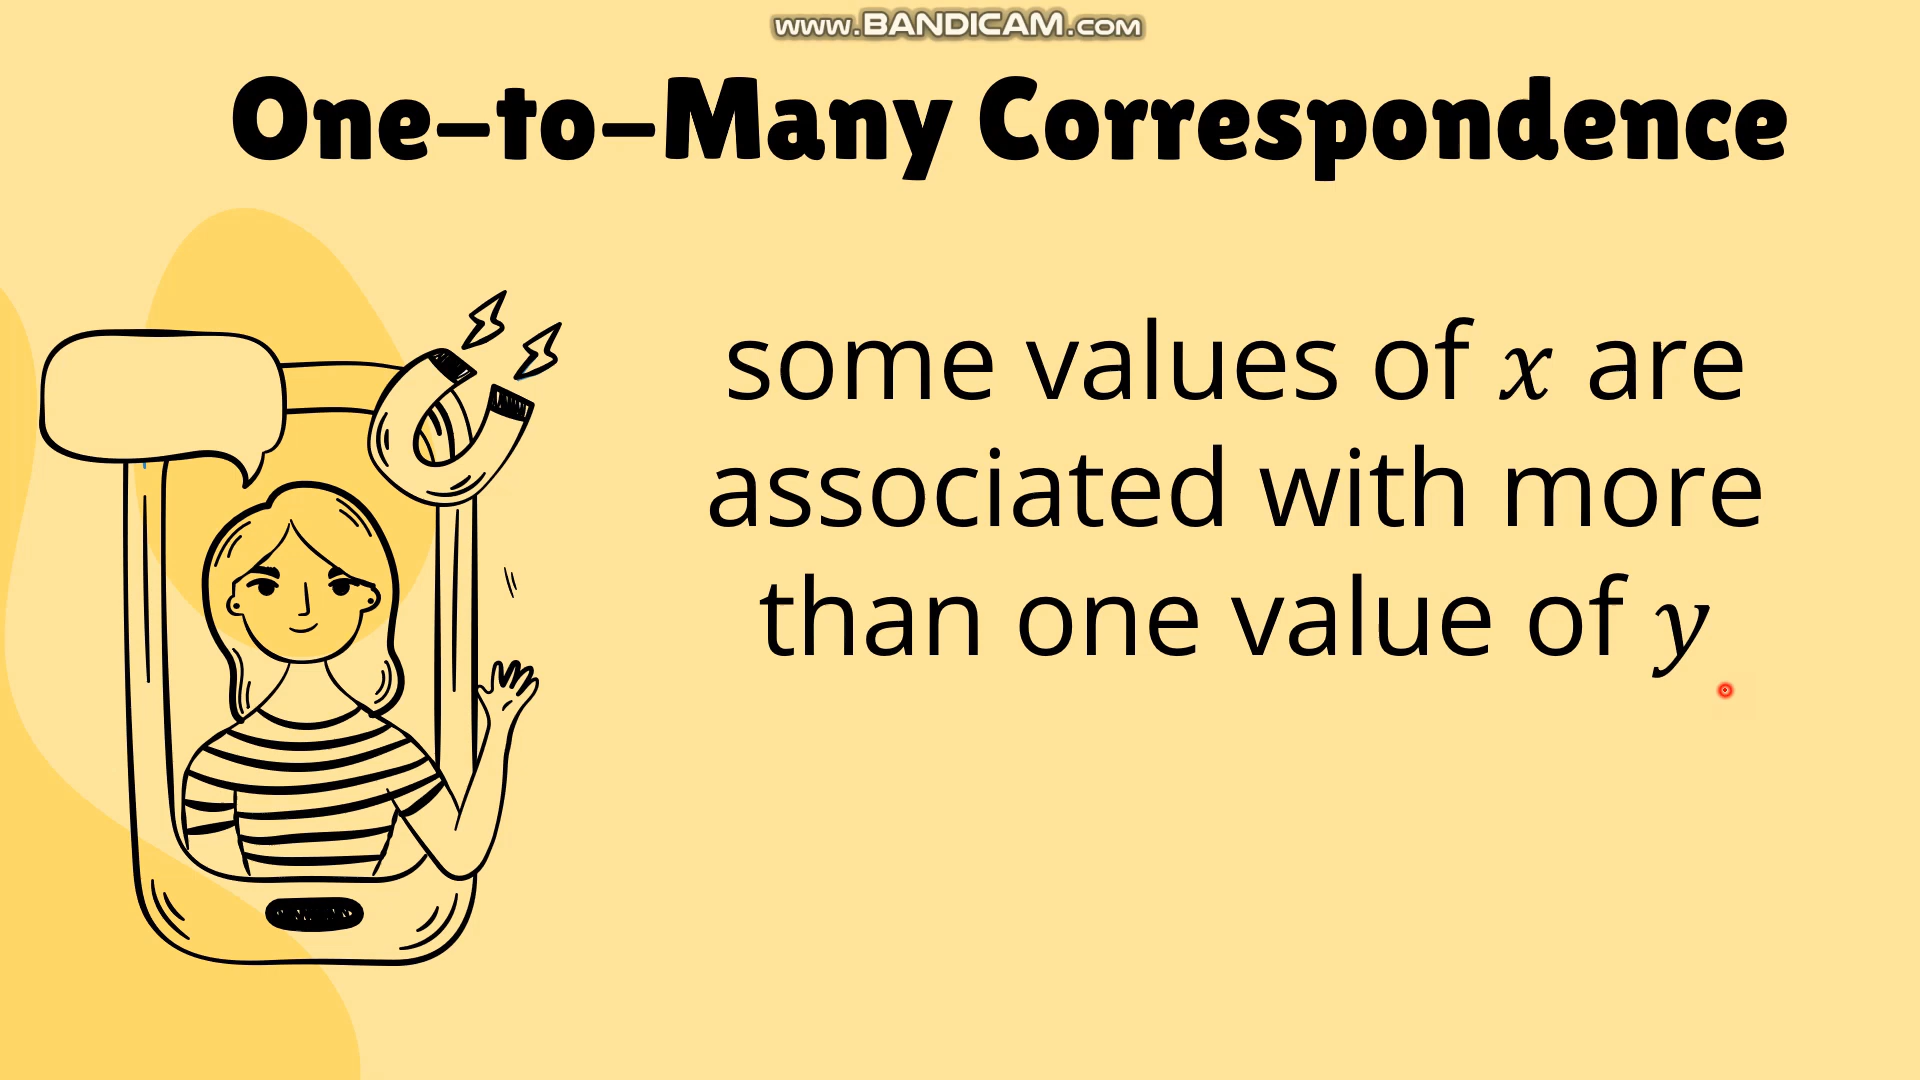 www.BANDICAM.com
One-to-Many Correspondence
some values of x are
associated with more
than one value of y